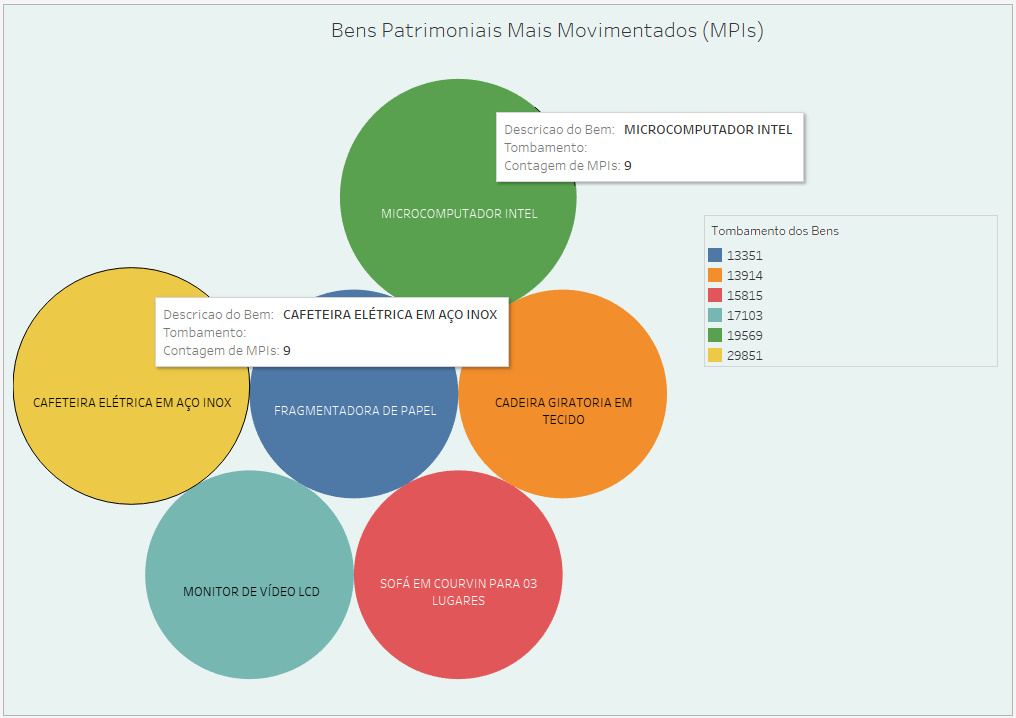 Bens Patrimoniais Mais Movimentados (MPIs)
Descricao do Bem: MICROCOMPUTADOR INTEL
Tombamento:
Contagem de MPIs: 9
MICROCOMPUTADOR INTEL
Tombamento dos Bens
13351
13914
15815
17103
19569
29851
Descricao do Bem: CAFETEIRA ELÉTRICA EM AÇO INOX
Tombamento:
Contagem de MPIs: 9
CAFETEIRA ELÉTRICA EM AÇO INOX
FRAGMENTADORA DE PAPEL
CADEIRA GIRATORIA EM
TECIDO
MONITOR DE VÍDEO LCD
SOFÁ EM COURVIN PARA 03
LUGARES